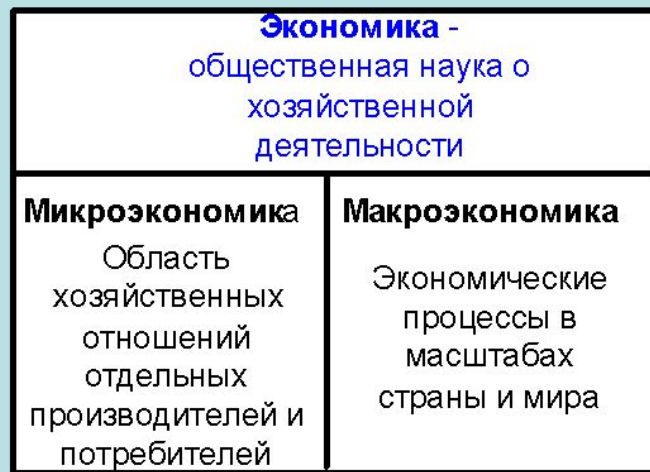 Экономика -
общественная наука о
хозяйственной
деятельности
Микроэкономика
Область
хозяйственных
отношений
отдельных
производителей и
потребителей
Макроэкономика
Экономические
процессы в
масштабах
страны и мира